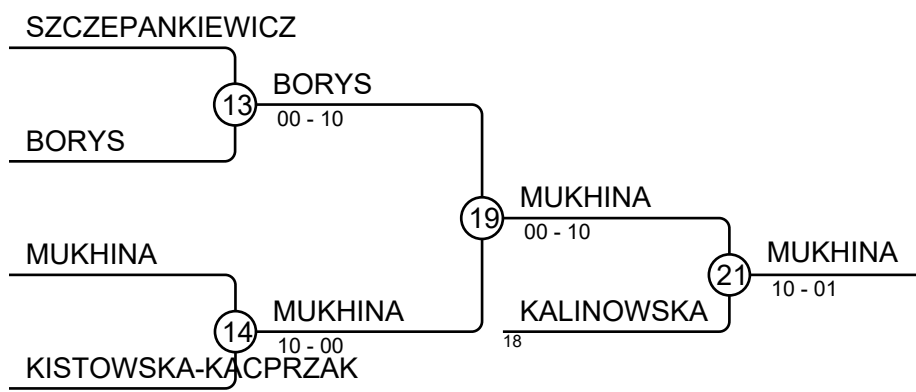 SZCZEPANKIEWICZ
13
BORYS
00 - 10
BORYS
19
MUKHINA
00 - 10
MUKHINA
14
MUKHINA
10 - 00
KISTOWSKA-KACPRZAK
21
MUKHINA
10 - 01
KALINOWSKA
18